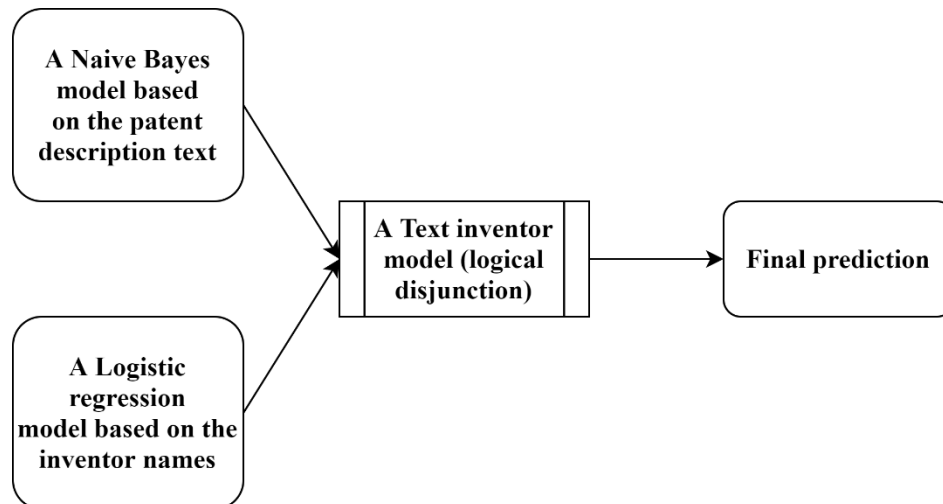 A Naive Bayes
model based
on the patent
description text
A Text inventor
model (logical
disjunction)
Final prediction
A Logistic
regression
model based on the
inventor names